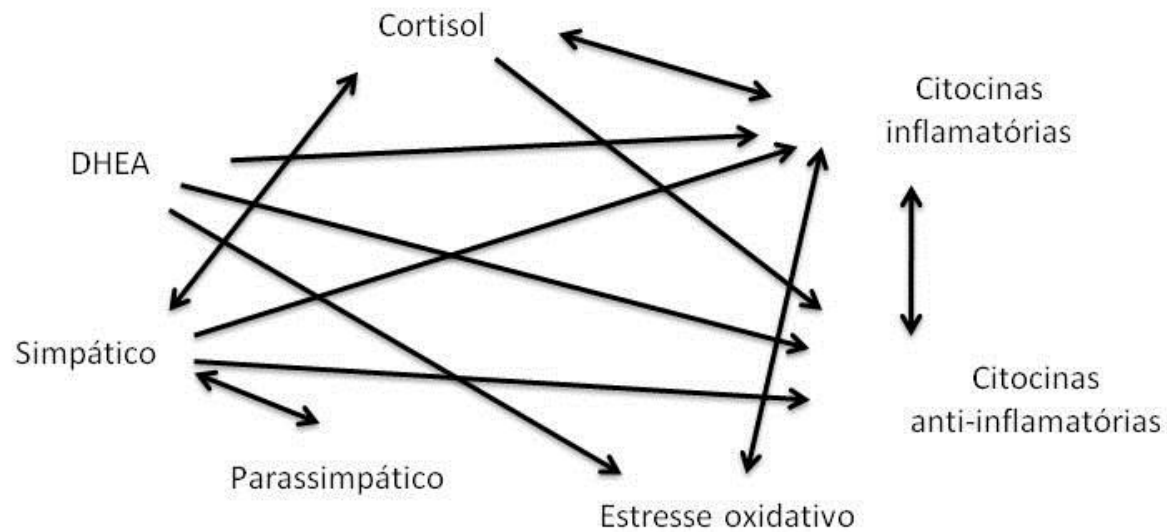 Cortisol
Citocinas
inflamatórias
DHEA
Simpático
Citocinas
anti-inflamatórias
Parassimpático
Estresse oxidativo